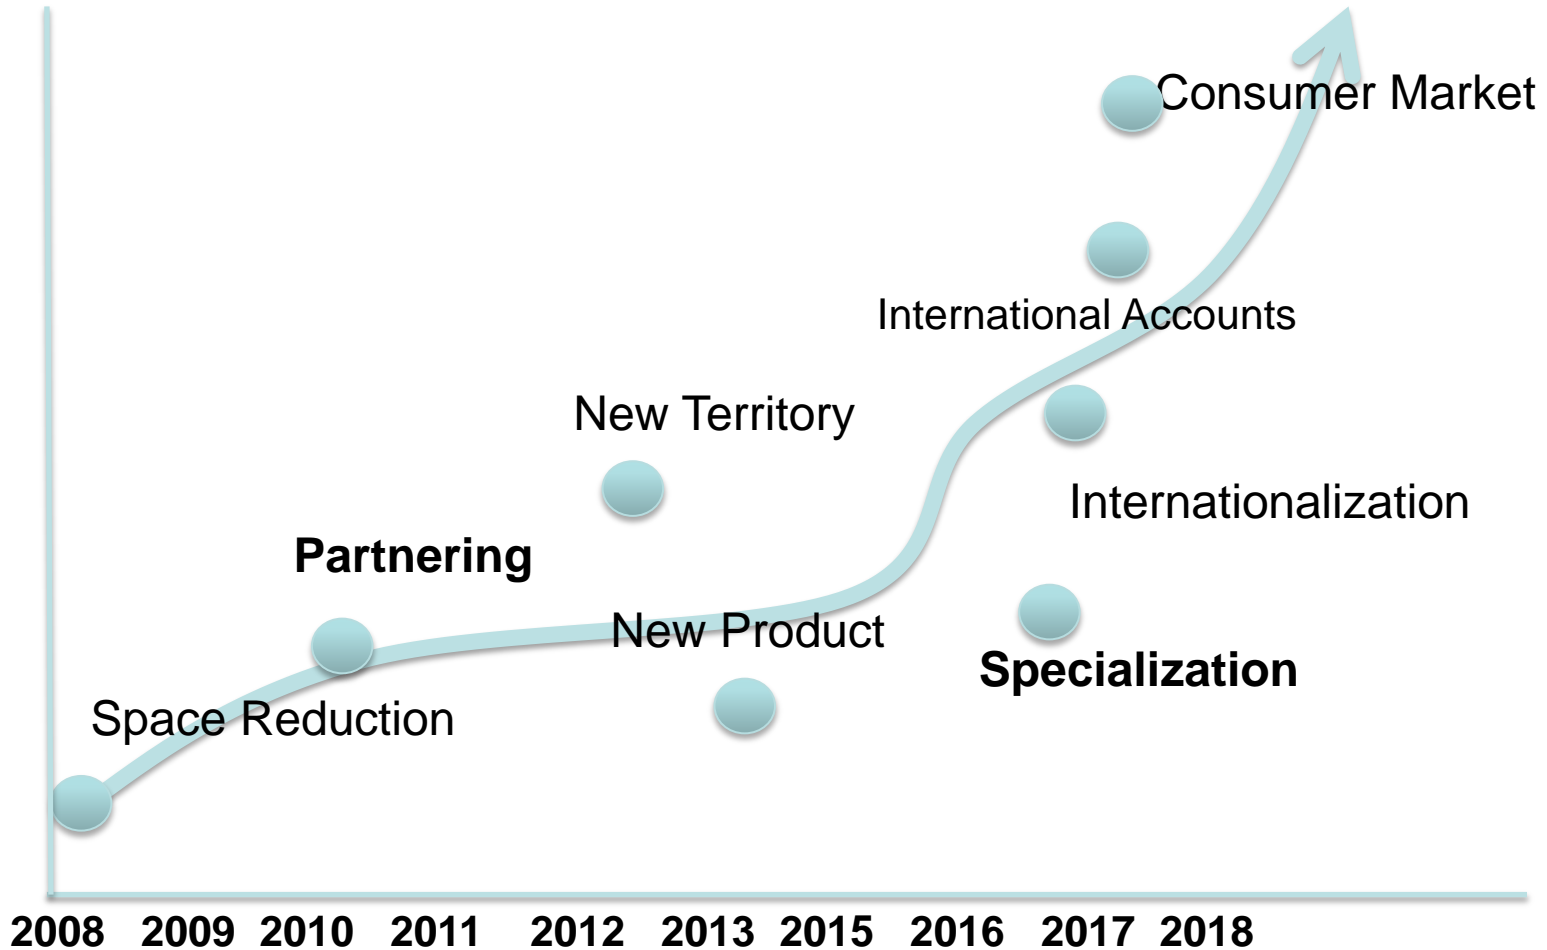 Consumer Market
International Accounts
New Territory
Internationalization
Partnering
New Product
Specialization
Space Reduction
2008 2009 2010 2011 2012 2013 2015 2016 2017 2018